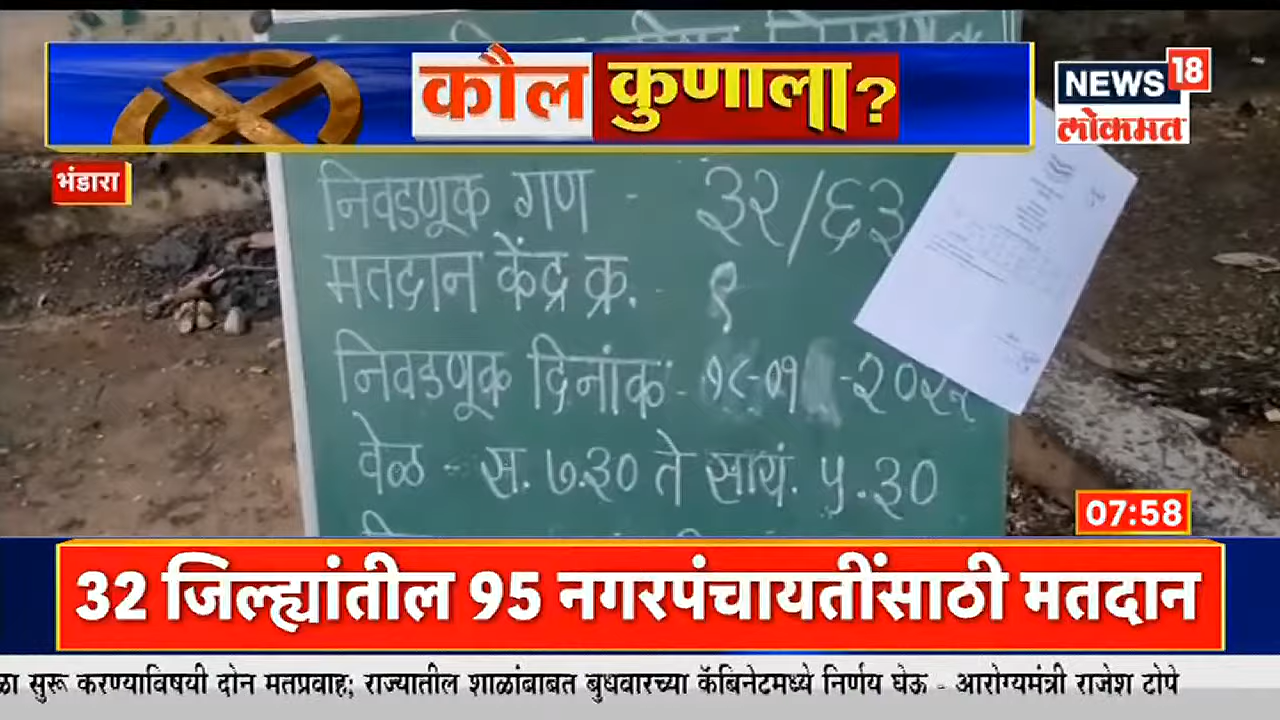 कौल कुणाला?
NEWS 18
लोकमत
भंडारा
निवडणूक गण - ३२/६३
मतदान केंद्र क्र. - ९
निवडणूक दिनांक - १८-०१ -२०२२
वेळ - स. ७.३० ते सायं. ५.३०
07:58
32 जिल्ह्यांतील 95 नगरपंचायतींसाठी मतदान
ळा सुरू करण्याविषयी दोन मतप्रवाह; राज्यातील शाळांबाबत बुधवारच्या कॅबिनेटमध्ये निर्णय घेऊ - आरोग्यमंत्री राजेश टोपे